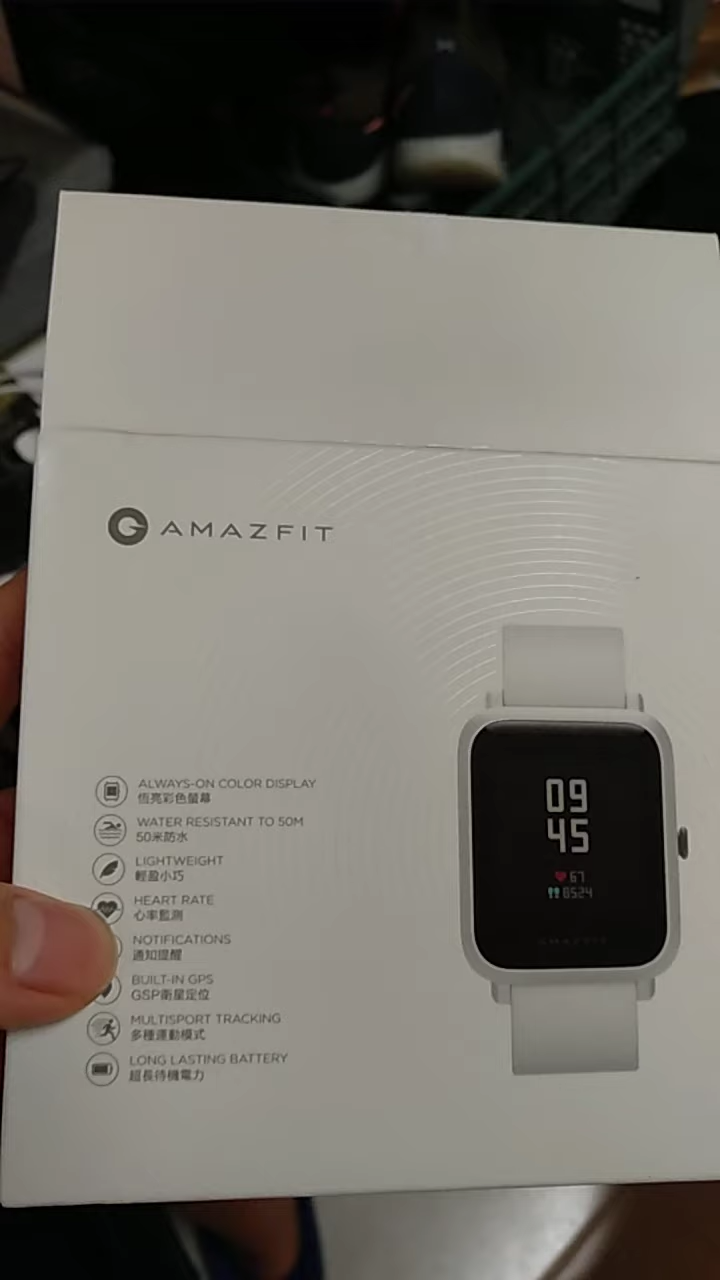 AMAZFIT
ALWAYS-ON COLOR DISPLAY
恆亮彩色螢幕
WATER RESISTANT TO 50M
50米防水
LIGHTWEIGHT
輕盈小巧
HEART RATE
心率監測
NOTIFICATIONS
通知提醒
BUILT-IN GPS
GSP衛星定位
MULTISPORT TRACKING
多種運動模式
LONG LASTING BATTERY
超長待機電力
09
45
67
8524
AMAZFIT